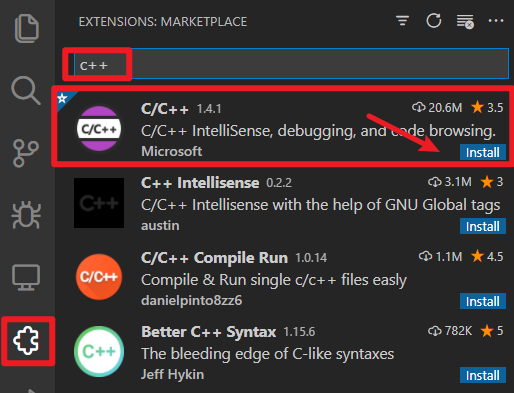 EXTENSIONS: MARKETPLACE
c++
C/C++ 1.4.1 20.6M 3.5
C/C++
C/C++ IntelliSense, debugging, and code browsing.
Microsoft Install
C++ Intellisense 0.2.2 3.1M 3
C++
C/C++ Intellisense with the help of GNU Global tags
austin Install
C/C++ Compile Run 1.0.14 1.1M 4.5
C/C++
Compile & Run single c/c++ files easly
danielpinto8zz6 Install
Better C++ Syntax 1.15.6 782K 5
C++
The bleeding edge of C-like syntaxes
Jeff Hykin Install